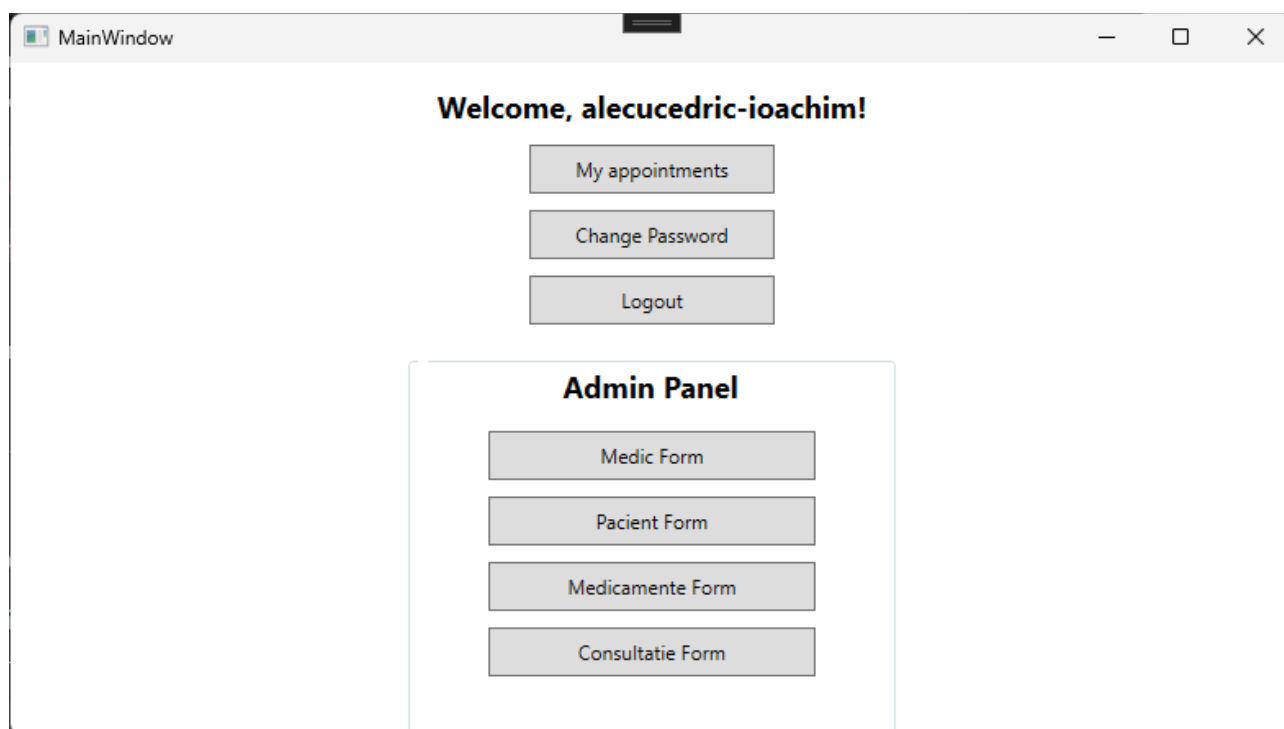 MainWindow
Welcome, alecucedric-ioachim!
My appointments
Change Password
Logout
Admin Panel
Medic Form
Pacient Form
Medicamente Form
Consultatie Form